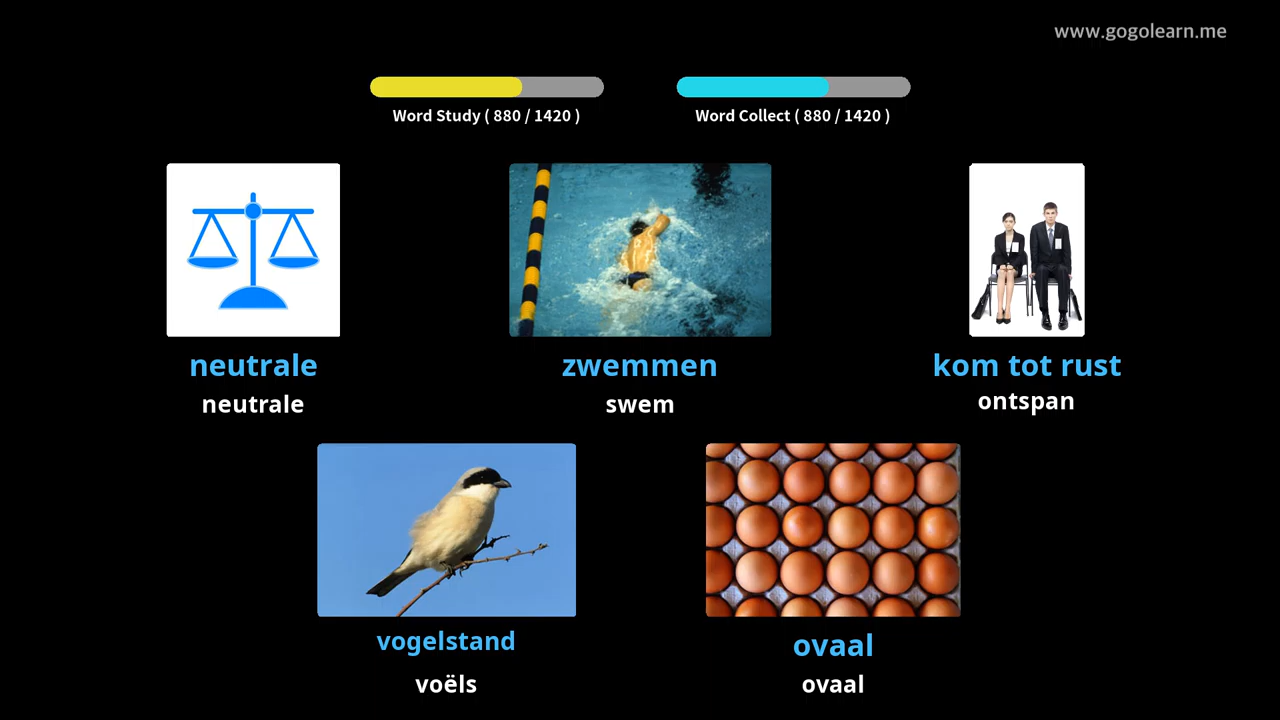 www.gogolearn.me
Word Study ( 880 / 1420 )
Word Collect ( 880 / 1420 )
neutrale
neutrale
zwemmen
swem
kom tot rust
ontspan
vogelstand
voëls
ovaal
ovaal